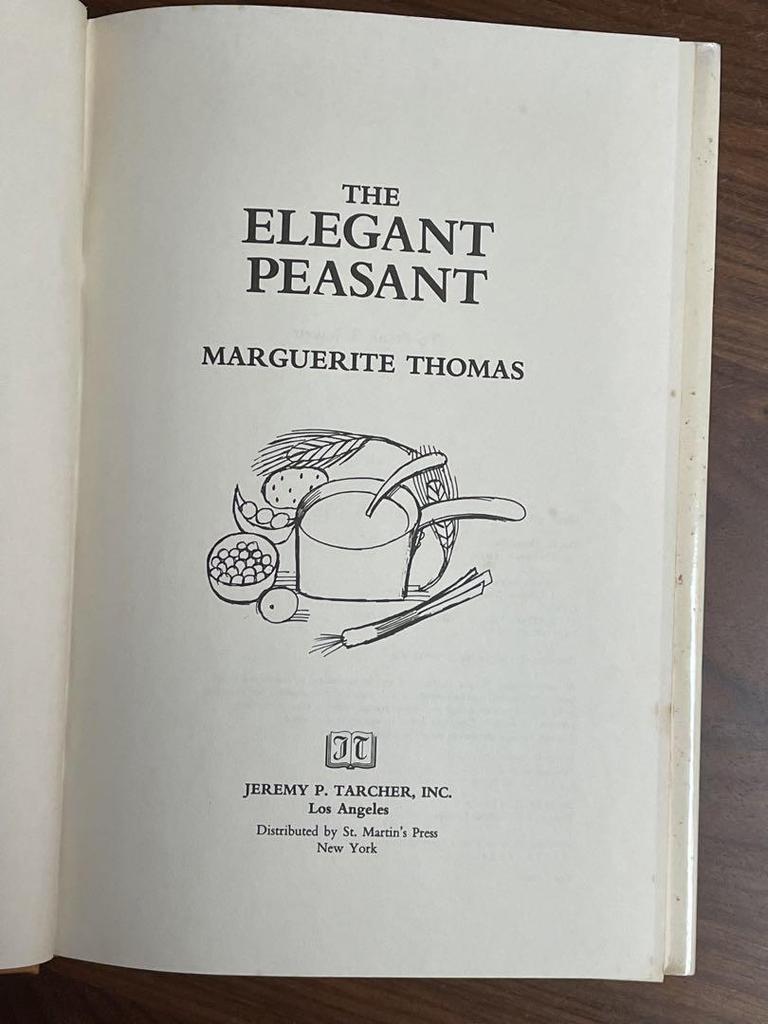 THE
ELEGANT
PEASANT
MARGUERITE THOMAS
JT
JEREMY P. TARCHER, INC.
Los Angeles
Distributed by St. Martin's Press
New York